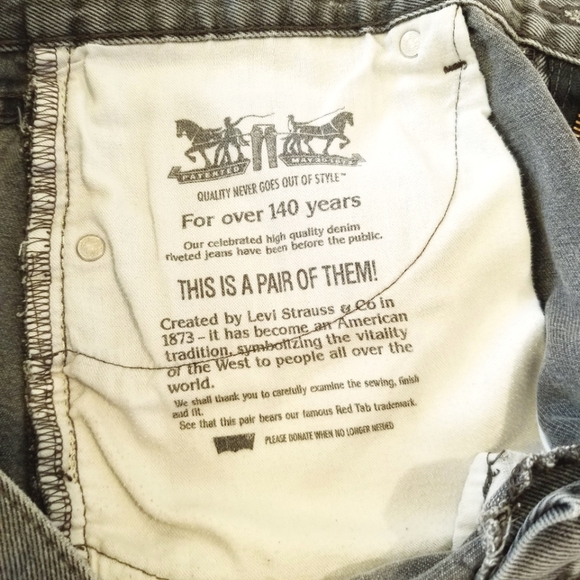 PATENTED MAY 20 1873
QUALITY NEVER GOES OUT OF STYLE™
For over 140 years
Our celebrated high quality denim
riveted jeans have been before the public.
THIS IS A PAIR OF THEM!
Created by Levi Strauss & Co in
1873 – it has become an American
tradition, symbolizing the vitality
of the West to people all over the
world.
We shall thank you to carefully examine the sewing, finish
and fit.
See that this pair bears our famous Red Tab trademark.
PLEASE DONATE WHEN NO LONGER NEEDED